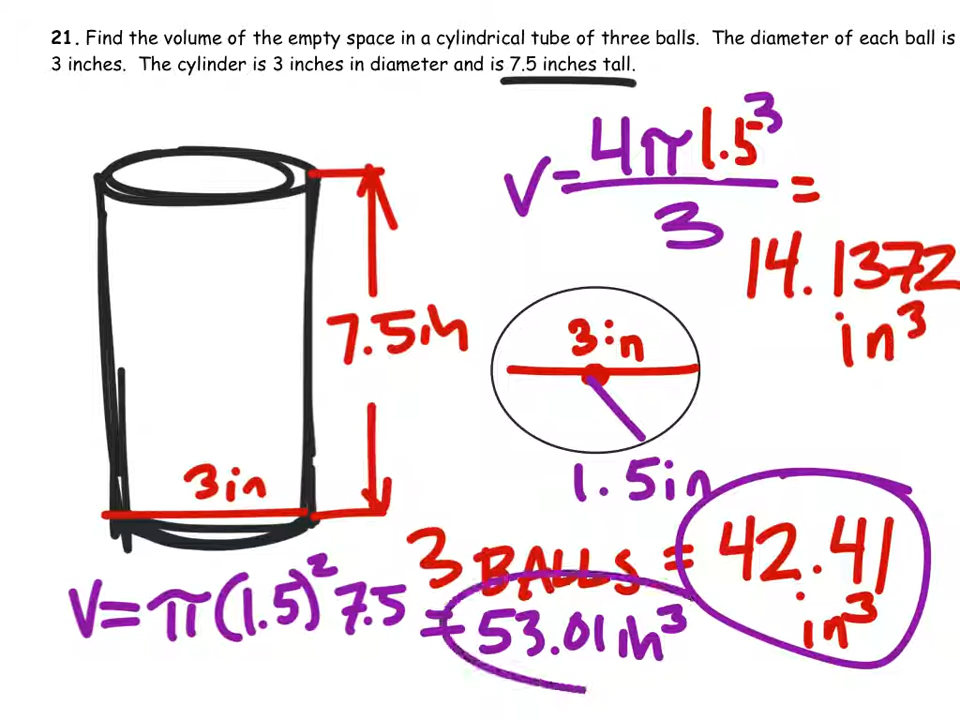 21. Find the volume of the empty space in a cylindrical tube of three balls. The diameter of each ball is
3 inches. The cylinder is 3 inches in diameter and is 7.5 inches tall.
V = 4π1.5³
3
=
14.1372
in³
7.5in
3in
1.5in
3in
3 BALLS = 42.41
in³
V = π(1.5)² 7.5 = 53.01 in³